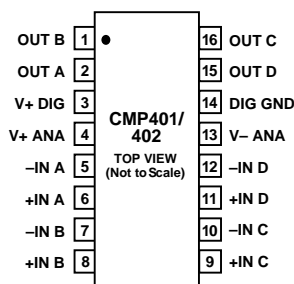 OUT B 1 16 OUT C
OUT A 2 15 OUT D
V+ DIG 3 14 DIG GND
V+ ANA 4 13 V– ANA
CMP401/
402
TOP VIEW
(Not to Scale)
–IN A 5 12 –IN D
+IN A 6 11 +IN D
–IN B 7 10 –IN C
+IN B 8 9 +IN C